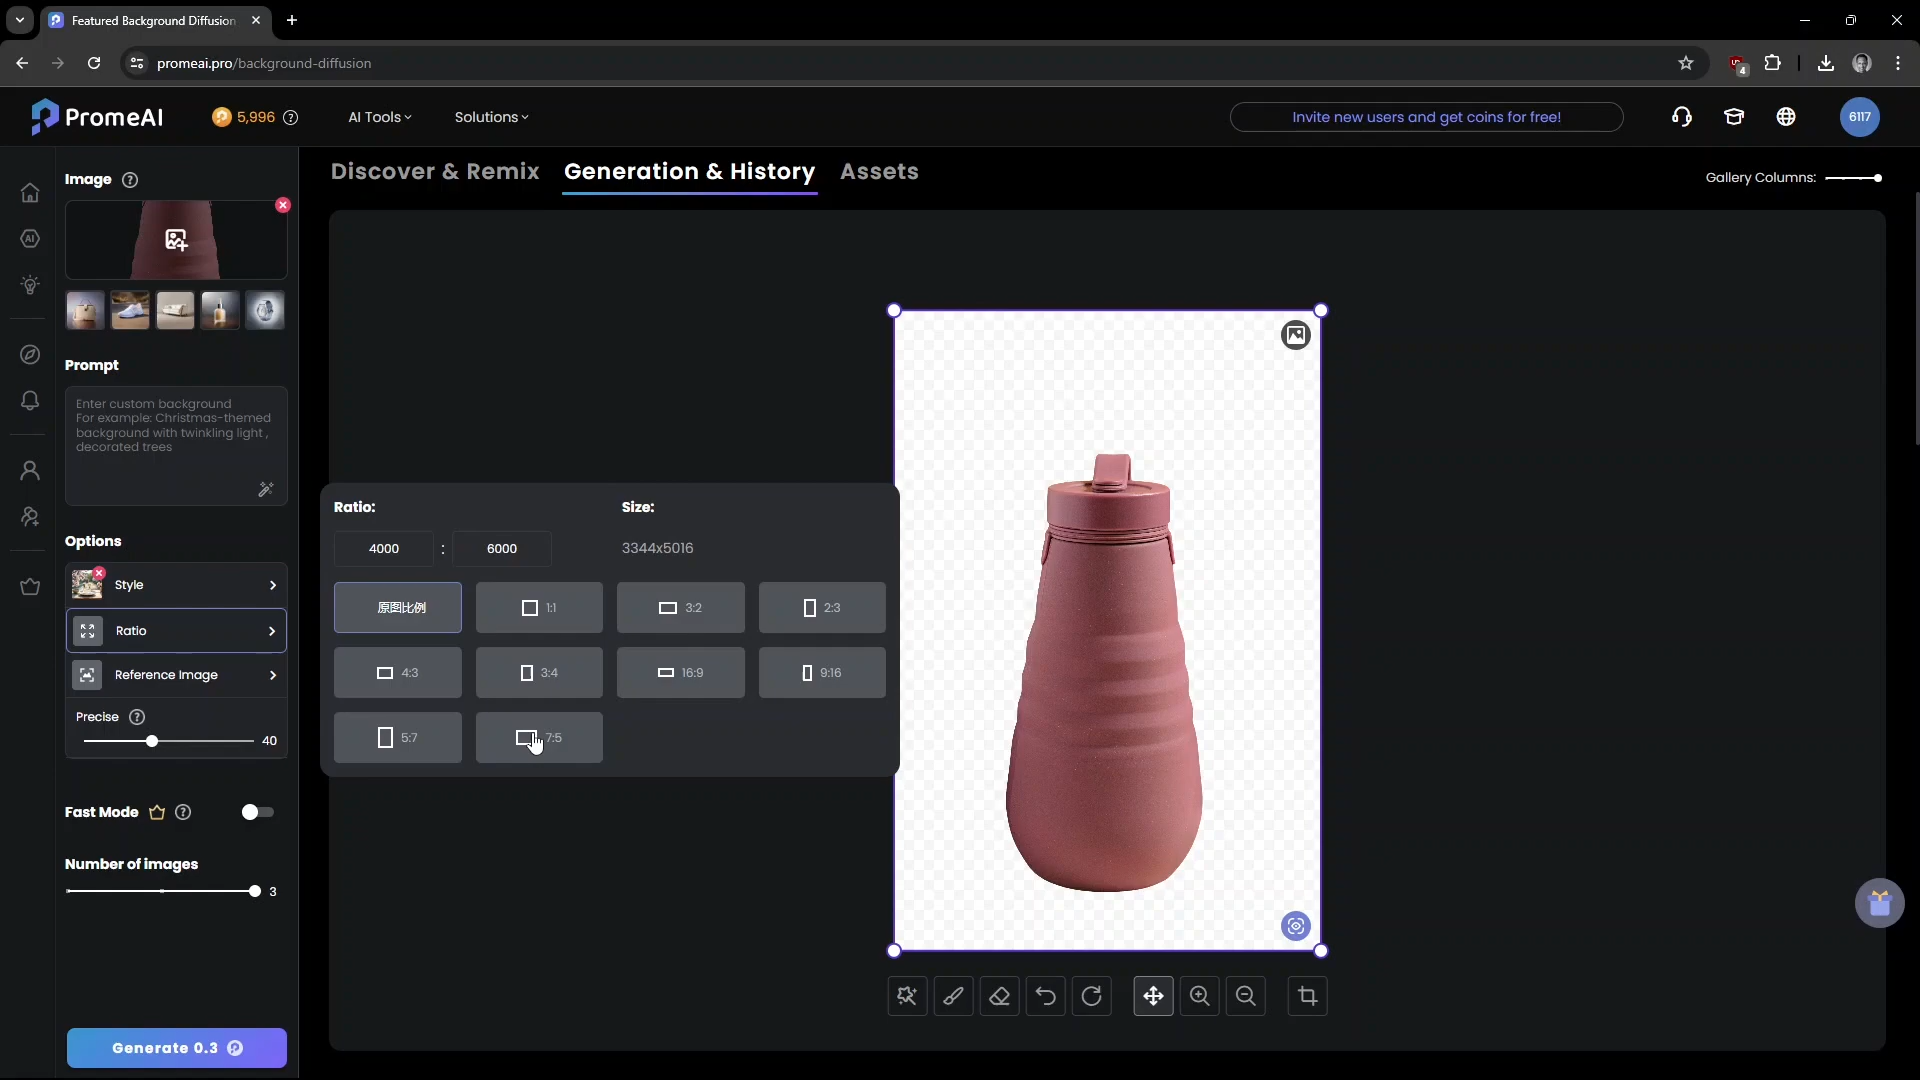 Featured Background Diffusion
promeai.pro/background-diffusion
4
PromeAI
5,996
AI Tools
Solutions
Invite new users and get coins for free!
6117
Image
Discover & Remix
Generation & History
Assets
Gallery Columns:
Prompt
Enter custom background
For example: Christmas-themed
background with twinkling light ,
decorated trees
Options
Style
Ratio
Reference Image
Precise
40
Fast Mode
Number of images
3
Generate 0.3
Ratio:
Size:
4000 : 6000
3344x5016
原图比例
1:1
3:2
2:3
4:3
3:4
16:9
9:16
5:7
7:5